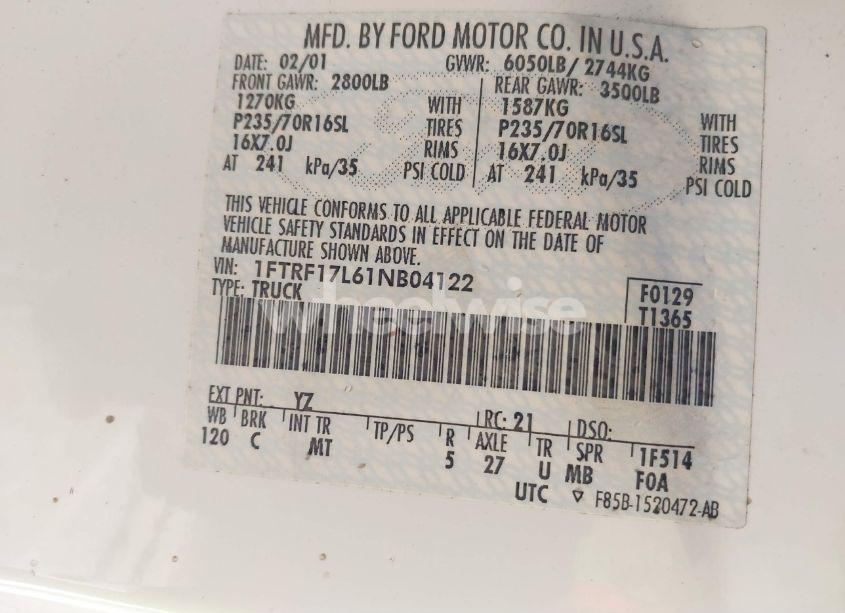 MFD. BY FORD MOTOR CO. IN U.S.A.
DATE: 02/01 GVWR: 6050LB/ 2744KG
FRONT GAWR: 2800LB REAR GAWR: 3500LB
1270KG WITH 1587KG WITH
P235/70R16SL TIRES P235/70R16SL TIRES
16X7.0J RIMS 16X7.0J RIMS
AT 241 kPa/35 PSI COLD AT 241 kPa/35 PSI COLD
THIS VEHICLE CONFORMS TO ALL APPLICABLE FEDERAL MOTOR
VEHICLE SAFETY STANDARDS IN EFFECT ON THE DATE OF
MANUFACTURE SHOWN ABOVE.
VIN: 1FTRF17L61NB04122
TYPE: TRUCK
F0129
T1365
wheelwise
EXT PNT: YZ RC: 21 DSO:
WB BRK INT TR TP/PS R AXLE TR SPR 1F514
120 C MT 5 27 U MB F0A
UTC ▽ F85B-1520472-AB